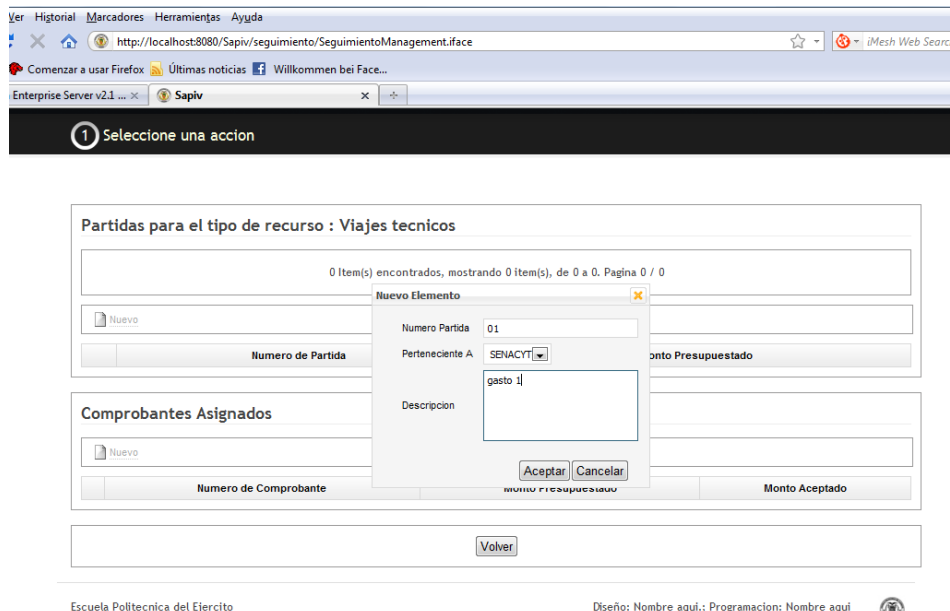 Ver Historial Marcadores Herramientas Ayuda
http://localhost:8080/Sapiv/seguimiento/SeguimientoManagement.iface
iMesh Web Searc
Comenzar a usar Firefox Últimas noticias Willkommen bei Face...
Enterprise Server v2.1 ... Sapiv
1 Seleccione una accion
Partidas para el tipo de recurso : Viajes tecnicos
0 Item(s) encontrados, mostrando 0 item(s), de 0 a 0. Pagina 0 / 0
Nuevo
Numero de Partida onto Presupuestado
Nuevo Elemento
Numero Partida 01
Perteneciente A SENACYT
Descripcion gasto 1
Aceptar Cancelar
Comprobantes Asignados
Nuevo
Numero de Comprobante Monto Presupuestado Monto Aceptado
Volver
Escuela Politecnica del Ejercito Diseño: Nombre aqui.: Programacion: Nombre aqui